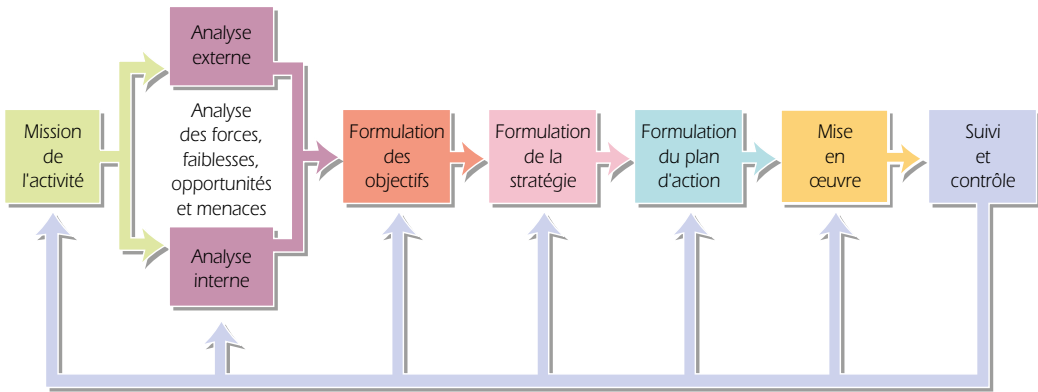 Mission
de
l'activité
Analyse
externe
Analyse
des forces,
faiblesses,
opportunités
et menaces
Analyse
interne
Formulation
des
objectifs
Formulation
de la
stratégie
Formulation
du plan
d'action
Mise
en
œuvre
Suivi
et
contrôle